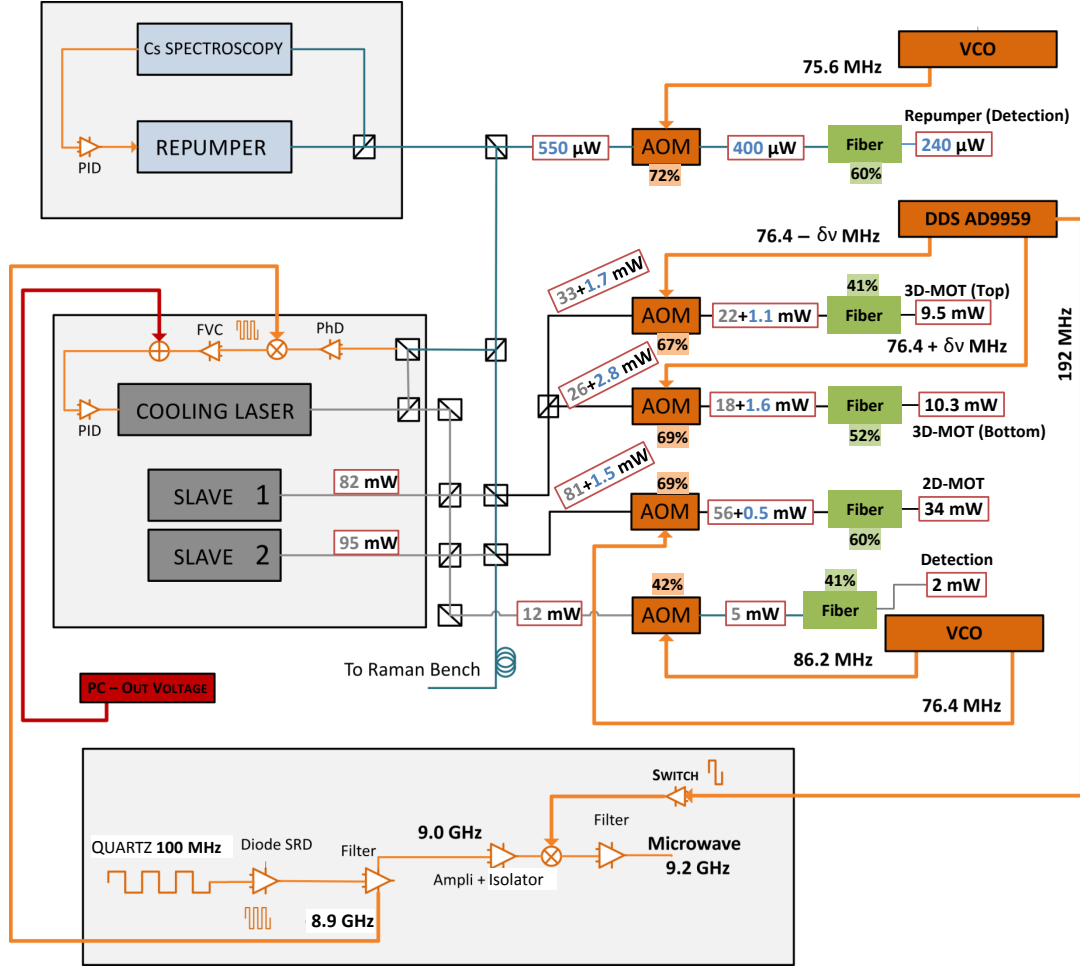 Cs SPECTROSCOPY
VCO
75.6 MHz
PID
REPUMPER
550 µW
AOM
72%
400 µW
Fiber
60%
Repumper (Detection)
240 µW
DDS AD9959
76.4 – δν MHz
33+1.7 mW
AOM
67%
22+1.1 mW
41%
Fiber
3D-MOT (Top)
9.5 mW
76.4 + δν MHz
192 MHz
FVC
PhD
PID
COOLING LASER
26+2.8 mW
AOM
69%
18+1.6 mW
Fiber
52%
10.3 mW
3D-MOT (Bottom)
SLAVE 1
82 mW
81+1.5 mW
69%
AOM
56+0.5 mW
Fiber
60%
2D-MOT
34 mW
SLAVE 2
95 mW
12 mW
42%
AOM
5 mW
41%
Fiber
Detection
2 mW
VCO
86.2 MHz
76.4 MHz
To Raman Bench
PC – OUT VOLTAGE
SWITCH
QUARTZ 100 MHz
Diode SRD
Filter
8.9 GHz
9.0 GHz
Ampli + Isolator
Filter
Microwave
9.2 GHz